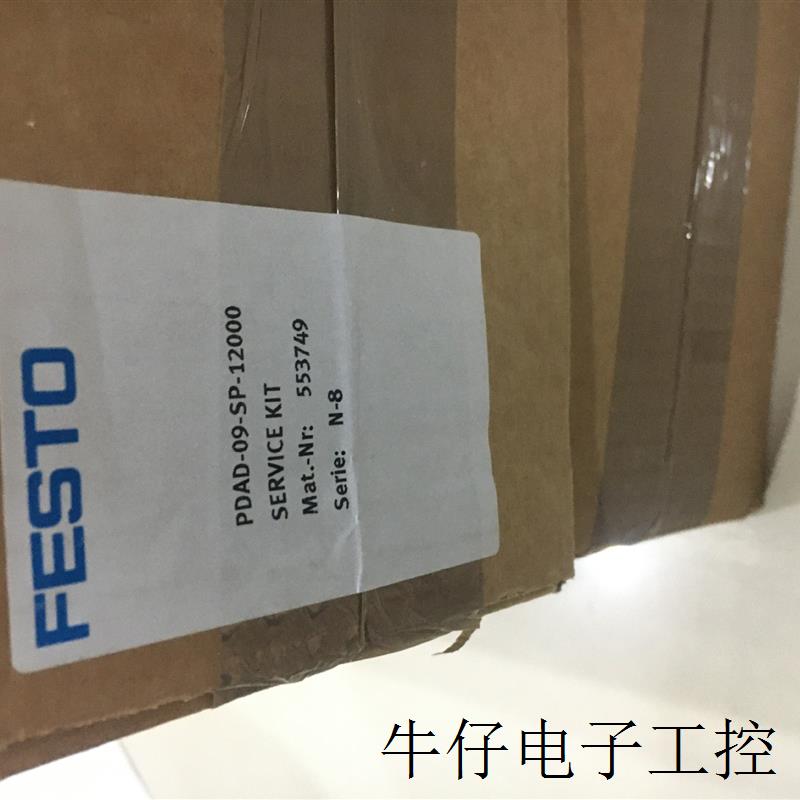 FESTO
PDAD-09-SP-12000
SERVICE KIT
Mat.-Nr: 553749
Serie: N-8
牛仔电子工控